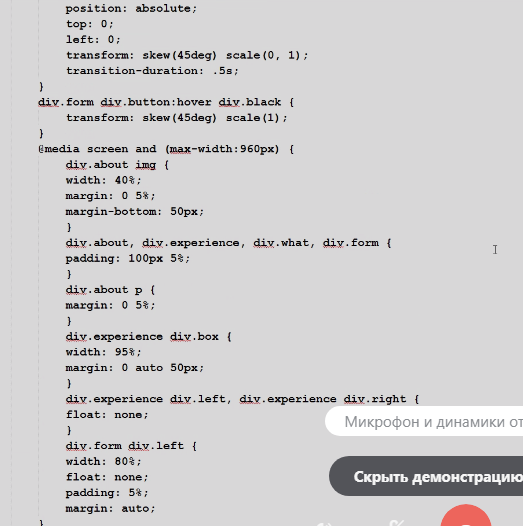 position: absolute;
top: 0;
left: 0;
transform: skew(45deg) scale(0, 1);
transition-duration: .5s;
}
div.form div.button:hover div.black {
transform: skew(45deg) scale(1);
}
@media screen and (max-width:960px) {
div.about img {
width: 40%;
margin: 0 5%;
margin-bottom: 50px;
}
div.about, div.experience, div.what, div.form {
padding: 100px 5%;
}
div.about p {
margin: 0 5%;
}
div.experience div.box {
width: 95%;
margin: 0 auto 50px;
}
div.experience div.left, div.experience div.right {
float: none;
}
Микрофон и динамики от
div.form div.left {
width: 80%;
float: none;
Скрыть демонстрацию
padding: 5%;
margin: auto;
}